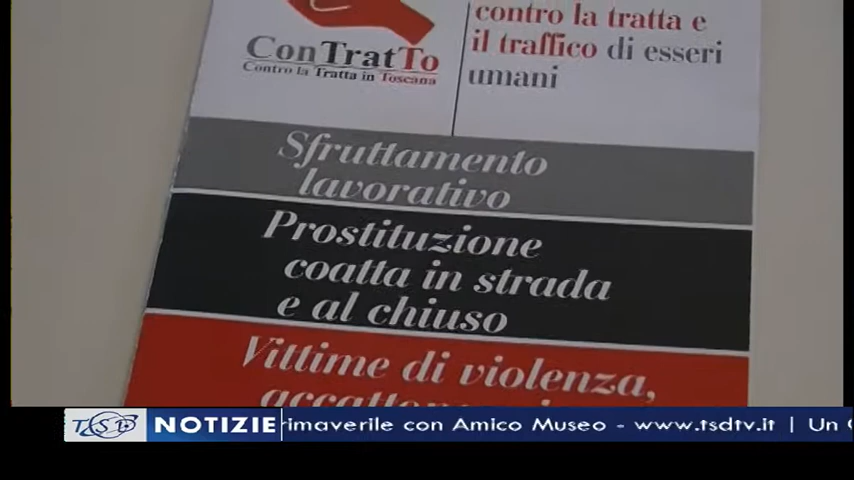 contro la tratta e
il traffico di esseri
umani
ConTratTo
Contro la Tratta in Toscana
Sfruttamento
lavorativo
Prostituzione
coatta in strada
e al chiuso
Vittime di violenza,
TSD NOTIZIE rimaverile con Amico Museo - www.tsdtv.it | Un